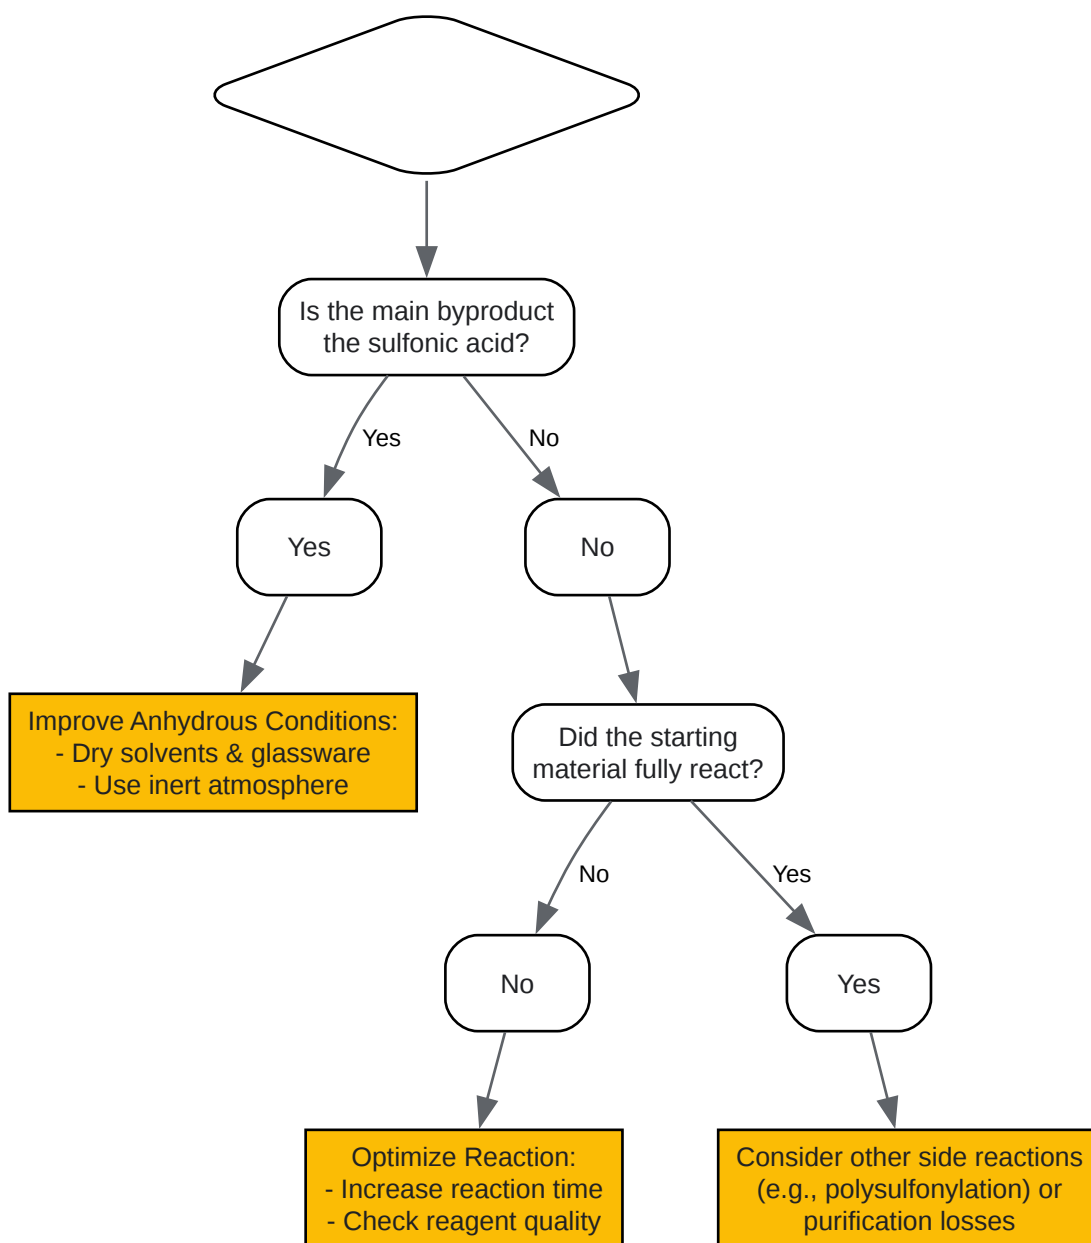 Is the main byproduct
the sulfonic acid?
Yes
No
Yes
No
Improve Anhydrous Conditions:
- Dry solvents & glassware
- Use inert atmosphere
Did the starting
material fully react?
No
Yes
No
Yes
Optimize Reaction:
- Increase reaction time
- Check reagent quality
Consider other side reactions
(e.g., polysulfonylation) or
purification losses